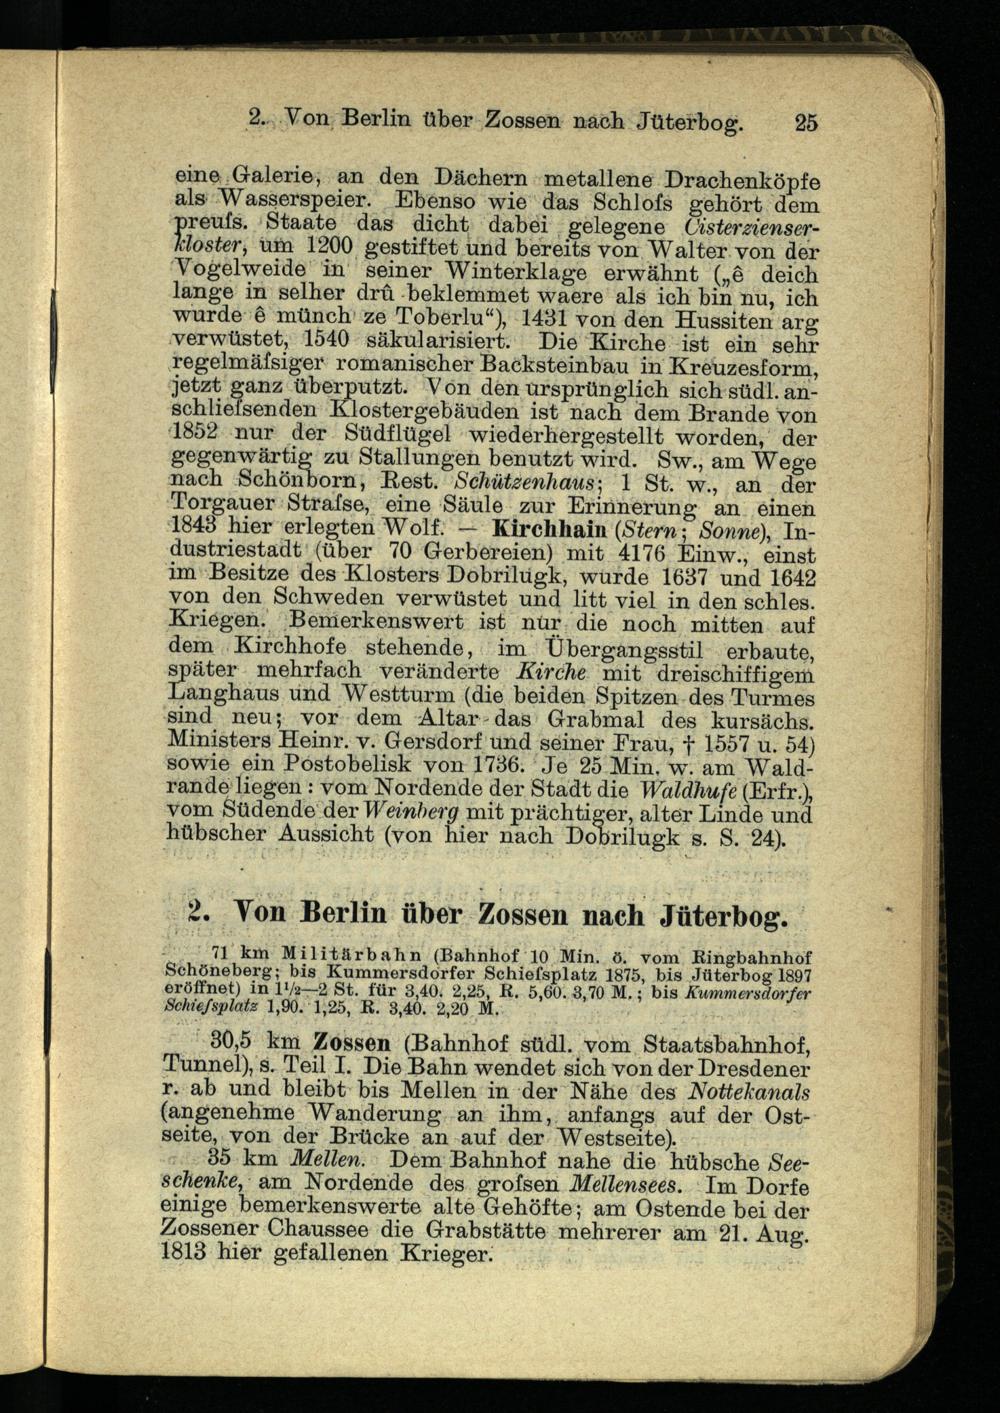 2. Von Berlin über Zossen nach Jüterbog. 25
eine Galerie, an den Dächern metallene Drachenköpfe
als Wasserspeier. Ebenso wie das Schloſs gehört dem
preuſs. Staate das dicht dabei gelegene Cisterzienser-
kloster, um 1200 gestiftet und bereits von Walter von der
Vogelweide in seiner Winterklage erwähnt („ê deich
lange in selher drû beklemmet waere als ich bin nu, ich
wurde ê münch ze Toberlu“), 1431 von den Hussiten arg
verwüstet, 1540 säkularisiert. Die Kirche ist ein sehr
regelmäſsiger romanischer Backsteinbau in Kreuzesform,
jetzt ganz überputzt. Von den ursprünglich sich südl. an-
schlieſsenden Klostergebäuden ist nach dem Brande von
1852 nur der Südflügel wiederhergestellt worden, der
gegenwärtig zu Stallungen benutzt wird. Sw., am Wege
nach Schönborn, Rest. Schützenhaus; 1 St. w., an der
Torgauer Straſse, eine Säule zur Erinnerung an einen
1843 hier erlegten Wolf. — Kirchhain (Stern; Sonne), In-
dustriestadt (über 70 Gerbereien) mit 4176 Einw., einst
im Besitze des Klosters Dobrilugk, wurde 1637 und 1642
von den Schweden verwüstet und litt viel in den schles.
Kriegen. Bemerkenswert ist nur die noch mitten auf
dem Kirchhofe stehende, im Übergangsstil erbaute,
später mehrfach veränderte Kirche mit dreischiffigem
Langhaus und Westturm (die beiden Spitzen des Turmes
sind neu; vor dem Altar das Grabmal des kursächs.
Ministers Heinr. v. Gersdorf und seiner Frau, † 1557 u. 54)
sowie ein Postobelisk von 1736. Je 25 Min. w. am Wald-
rande liegen: vom Nordende der Stadt die Waldhufe (Erfr.),
vom Südende der Weinberg mit prächtiger, alter Linde und
hübscher Aussicht (von hier nach Dobrilugk s. S. 24).
2. Von Berlin über Zossen nach Jüterbog.
71 km Militärbahn (Bahnhof 10 Min. ö. vom Ringbahnhof
Schöneberg; bis Kummersdorfer Schieſsplatz 1875, bis Jüterbog 1897
eröffnet) in 1½—2 St. für 3,40. 2,25, R. 5,60. 3,70 M.; bis Kummersdorfer
Schieſsplatz 1,90. 1,25, R. 3,40. 2,20 M.
30,5 km Zossen (Bahnhof südl. vom Staatsbahnhof,
Tunnel), s. Teil I. Die Bahn wendet sich von der Dresdener
r. ab und bleibt bis Mellen in der Nähe des Nottekanals
(angenehme Wanderung an ihm, anfangs auf der Ost-
seite, von der Brücke an auf der Westseite).
35 km Mellen. Dem Bahnhof nahe die hübsche See-
schenke, am Nordende des groſsen Mellensees. Im Dorfe
einige bemerkenswerte alte Gehöfte; am Ostende bei der
Zossener Chaussee die Grabstätte mehrerer am 21. Aug.
1813 hier gefallenen Krieger.